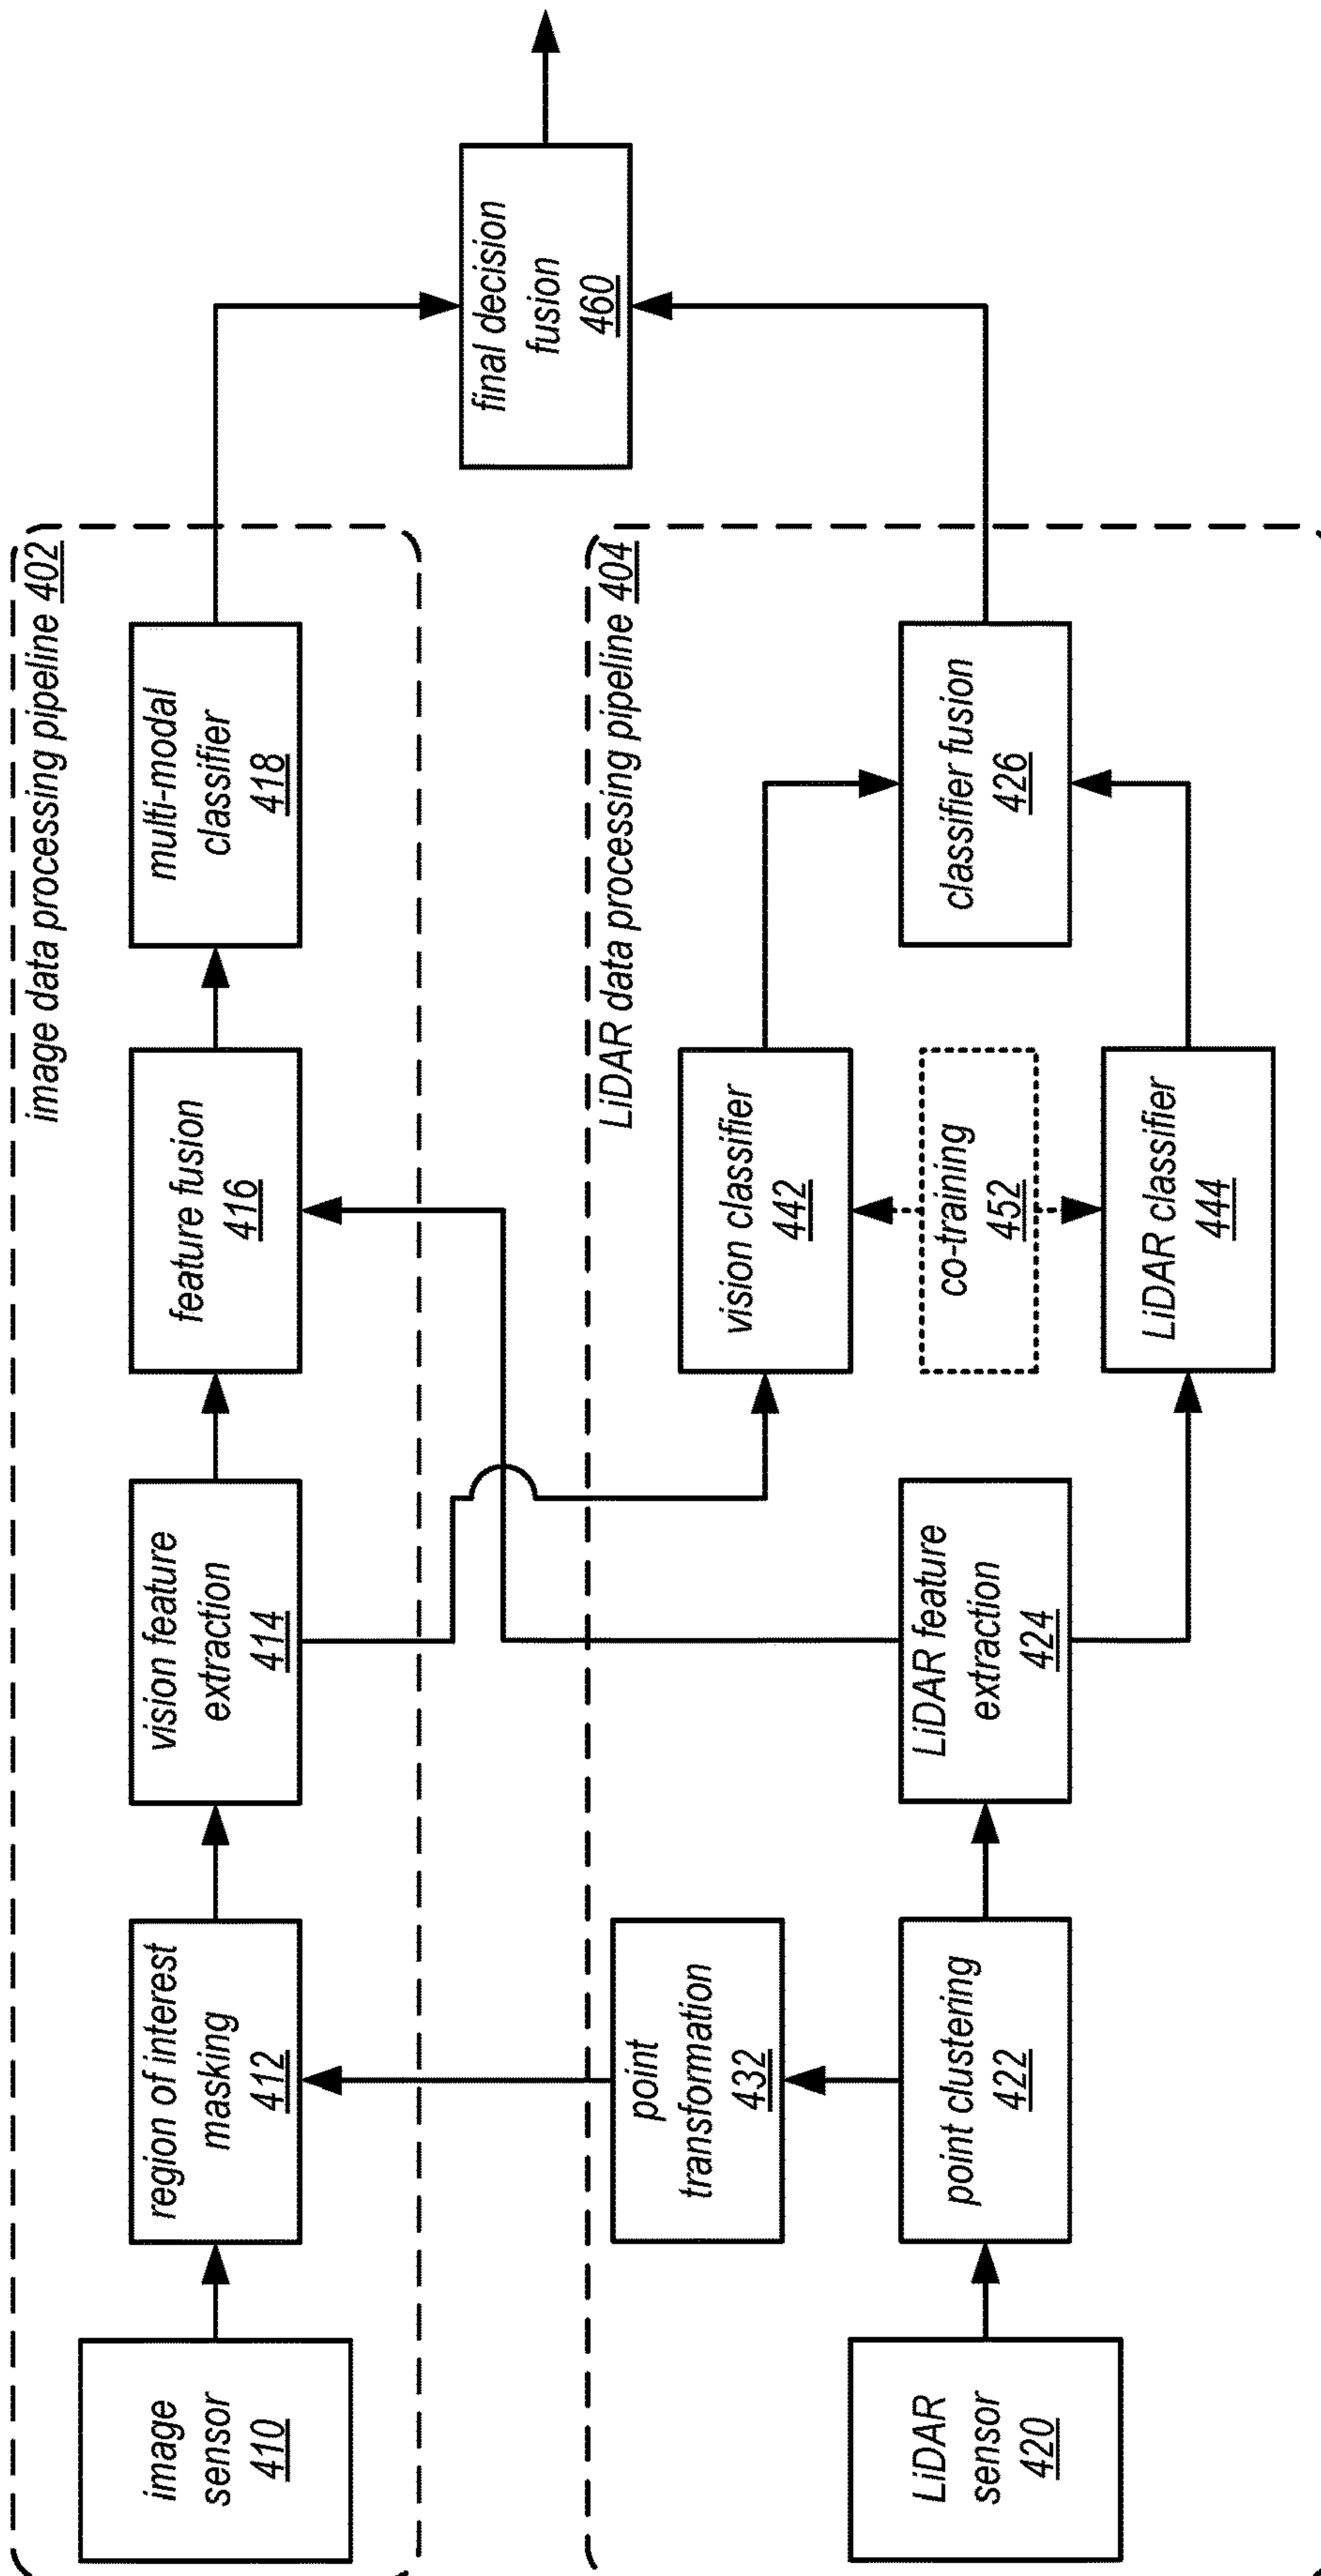 image data processing pipeline 402
image
sensor
410
region of interest
masking
412
vision feature
extraction
414
feature fusion
416
multi-modal
classifier
418
final decision
fusion
460
LiDAR data processing pipeline 404
point
transformation
432
vision classifier
442
co-training
452
LiDAR
sensor
420
point clustering
422
LiDAR feature
extraction
424
classifier fusion
426
LiDAR classifier
444